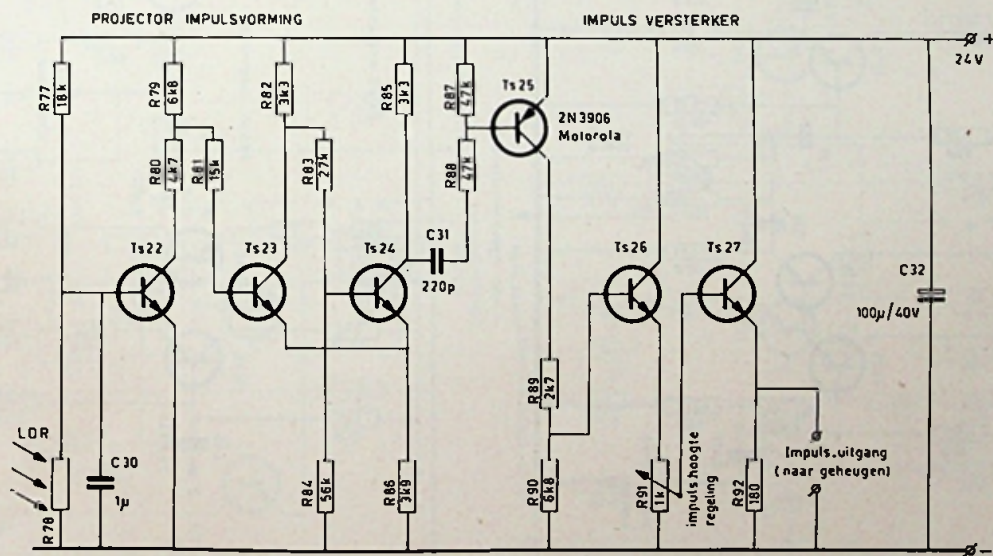 PROJECTOR IMPULSVORMING
IMPULS VERSTERKER
R77
18k
R79
6k8
R82
3k3
R85
3k3
R87
47k
Ts25
2N3906
Motorola
+
24V
R80
4k7
R81
15k
R83
27k
R88
47k
Ts22
Ts23
Ts24
C31
220p
Ts26
Ts27
C32
100µ/40V
R89
2k7
LDR
R78
C30
1µ
R84
56k
R86
3k9
R90
6k8
R91
1k
impuls hoogte
regeling
R92
180
Impuls.uitgang
(naar geheugen)
-